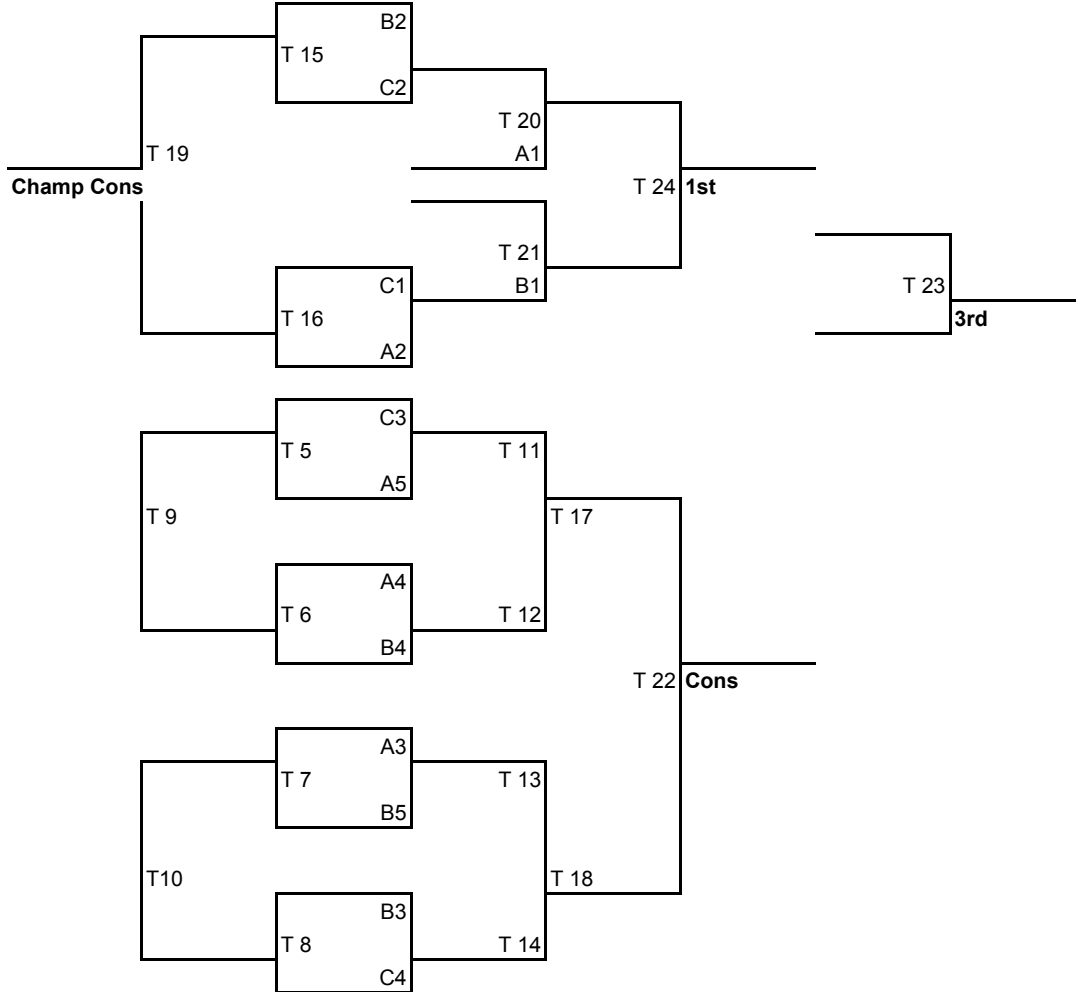 B2
T 15
C2
T 20
T 19
A1
Champ Cons
T 24 1st
T 21
C1
B1
T 23
T 16
3rd
A2
C3
T 5
T 11
A5
T 9
T 17
A4
T 6
T 12
B4
T 22 Cons
A3
T 7
T 13
B5
T10
T 18
B3
T 8
T 14
C4